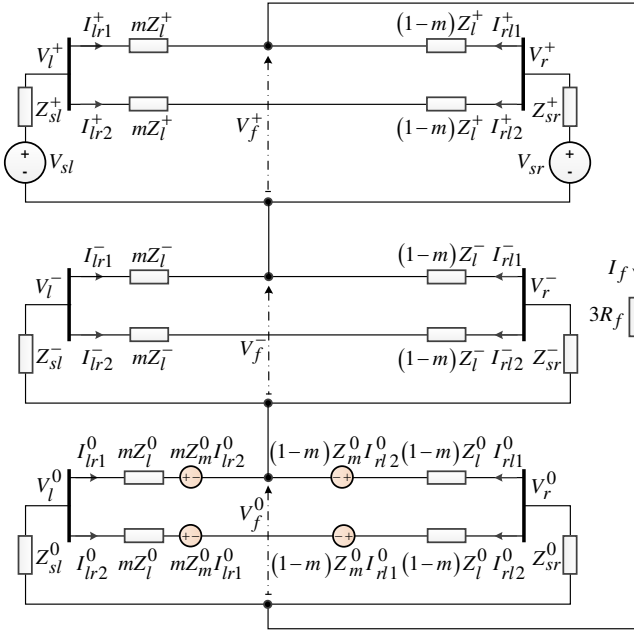 I_{lr1}^+ mZ_l^+ (1−m)Z_l^+ I_{rl1}^+
V_l^+ V_r^+
Z_{sl}^+ Z_{sr}^+
I_{lr2}^+ mZ_l^+ V_f^+ (1−m)Z_l^+ I_{rl2}^+
+ - V_{sl} V_{sr} + -
I_{lr1}^- mZ_l^- (1−m)Z_l^- I_{rl1}^-
V_l^- V_r^- I_f
3R_f
Z_{sl}^- I_{lr2}^- mZ_l^- V_f^- (1−m)Z_l^- I_{rl2}^- Z_{sr}^-
I_{lr1}^0 mZ_l^0 mZ_m^0 I_{lr2}^0 (1−m)Z_m^0 I_{rl2}^0 (1−m)Z_l^0 I_{rl1}^0
V_l^0 + - - + V_r^0
V_f^0
Z_{sl}^0 + - - + Z_{sr}^0
I_{lr2}^0 mZ_l^0 mZ_m^0 I_{lr1}^0 (1−m)Z_m^0 I_{rl1}^0 (1−m)Z_l^0 I_{rl2}^0